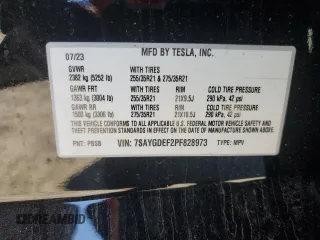 07/23 MFD BY TESLA, INC.
GVWR WITH TIRES
2382 kg (5252 lb) 255/35R21 & 275/35R21
GAWR FRT WITH TIRES RIM COLD TIRE PRESSURE
1363 kg (3004 lb) 255/35R21 21X9.5J 290 kPa, 42 psi
GAWR RR WITH TIRES RIM COLD TIRE PRESSURE
275/35R21 21X10.5J 290 kPa, 42 psi
THIS VEHICLE CONFORMS TO ALL APPLICABLE FEDERAL MOTOR VEHICLE SAFETY
AND THEFT PREVENTION STANDARDS IN EFFECT ON THE DATE OF MANUFACTURE
SHOWN ABOVE.
PNT: PBSB VIN: 7SAYGDEF2PF828973 TYPE: MPV
DREAMBID